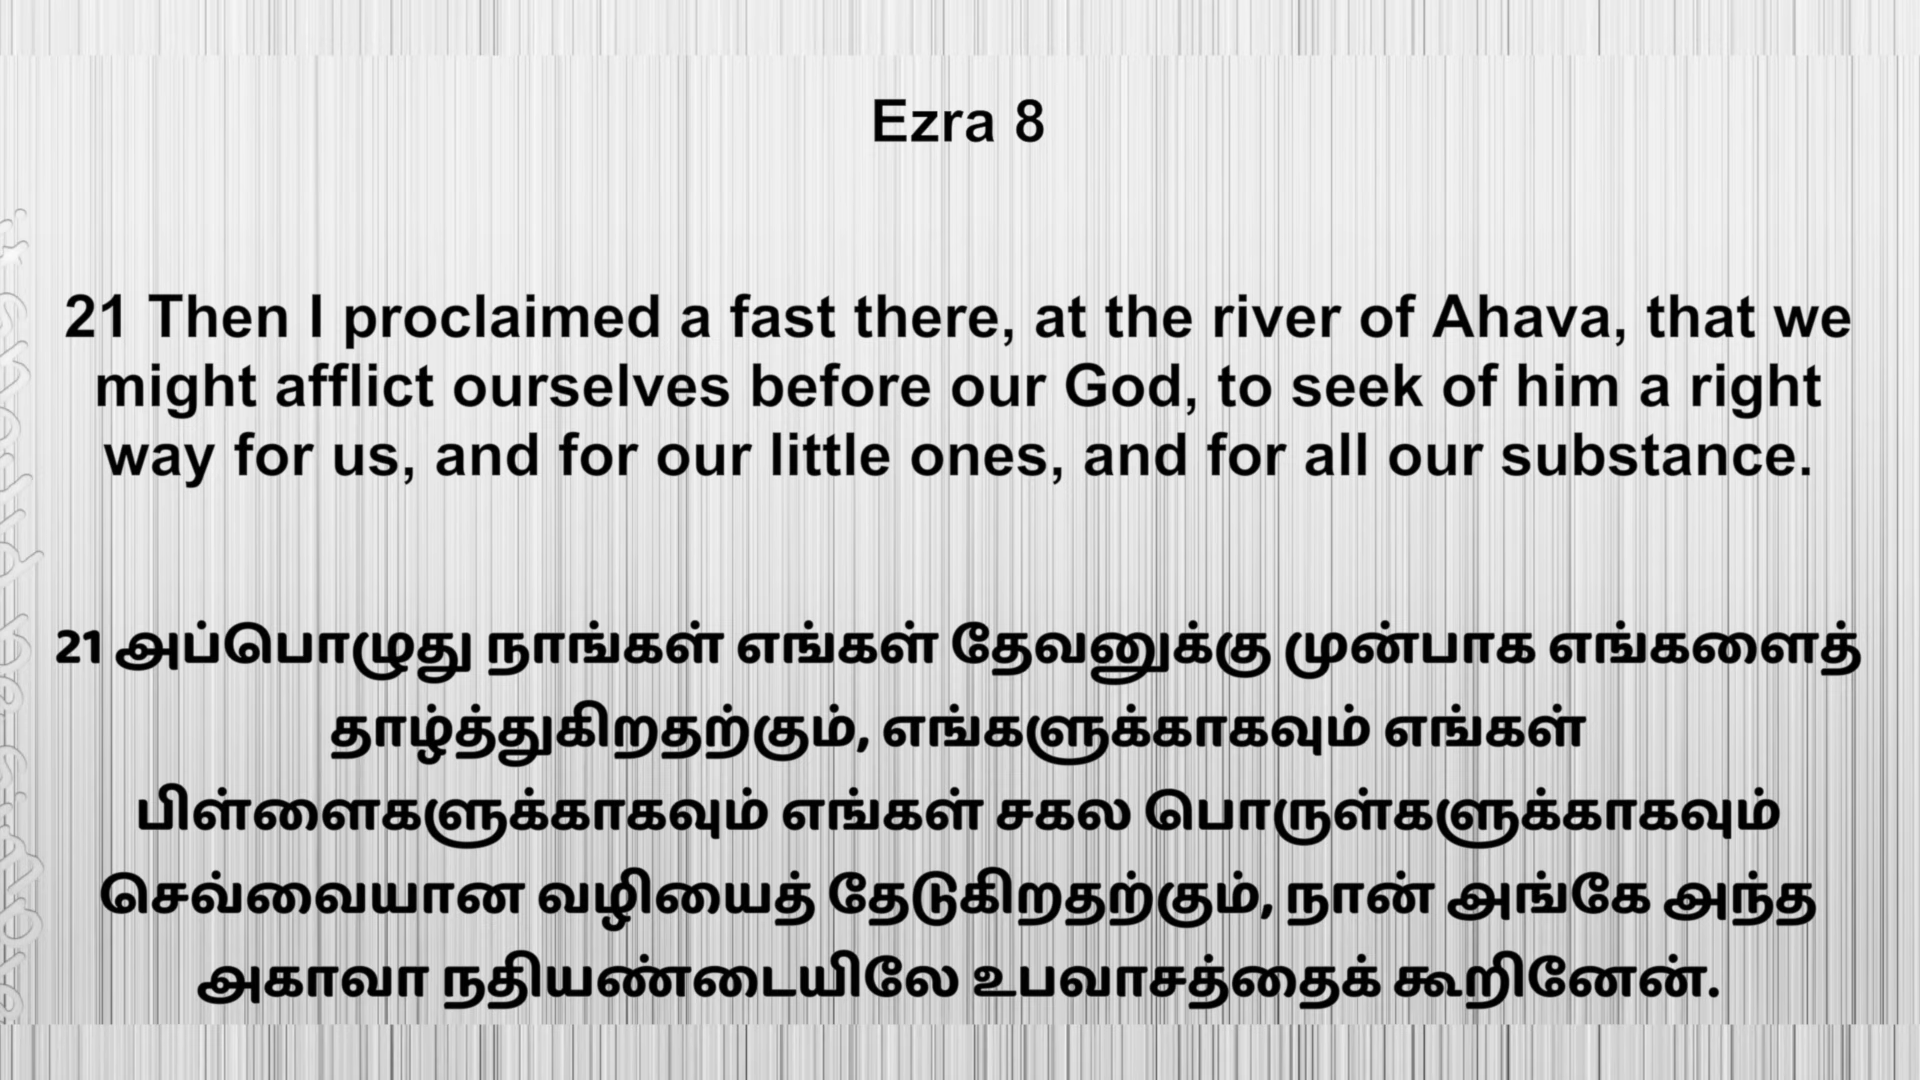 Ezra 8
21 Then I proclaimed a fast there, at the river of Ahava, that we
might afflict ourselves before our God, to seek of him a right
way for us, and for our little ones, and for all our substance.
21 அப்பொழுது நாங்கள் எங்கள் தேவனுக்கு முன்பாக எங்களைத்
தாழ்த்துகிறதற்கும், எங்களுக்காகவும் எங்கள்
பிள்ளைகளுக்காகவும் எங்கள் சகல பொருள்களுக்காகவும்
செவ்வையான வழியைத் தேடுகிறதற்கும், நான் அங்கே அந்த
அகாவா நதியண்டையிலே உபவாசத்தைக் கூறினேன்.